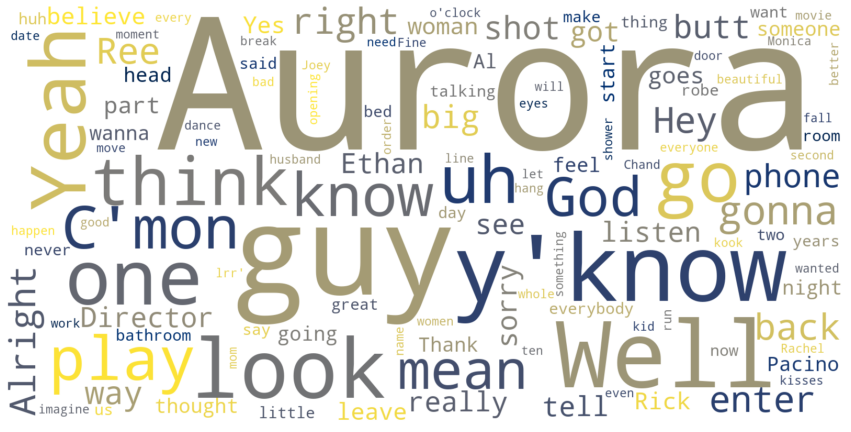 date
huh
believe
every
Yes
right
o'clock
woman
shot
make
got
thing
butt
want
movie
someone
Monica
moment
Ree
break
said
need
Fine
Al
Joey
start
door
goes
robe
beautiful
better
Yeah
head
bad
opening
Aurora
talking
will
eyes
part
bed
big
wanna
dance
new
move
order
shower
Hey
fall
room
everyone
second
think
husband
Ethan
line
let
hang
feel
Chand
know
uh
God
go
phone
C'mon
good
happen
never
day
see
listen
kook
gonna
two
years
guy
y'know
something
wanted
one
lrr'
whole
night
Alright
great
sorry
everybody
work
Director
bathroom
say
going
name
women
Thank
ten
Well
kid
run
back
now
Rachel
play
look
mean
Pacino
kisses
way
mom
really
tell
even
Rick
enter
imagine
us
thought
little
leave